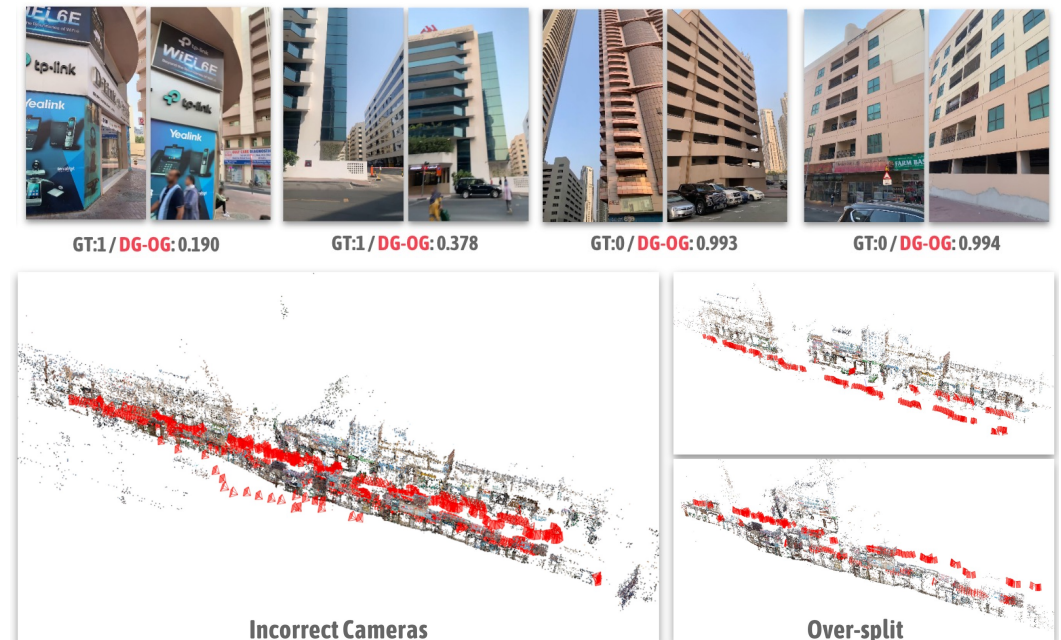 WiFi 6E
tp-link
Yealink
tp-link
WiFi 6E
tp-link
Yealink
GT:1 / DG-OG: 0.190
GT:1 / DG-OG: 0.378
GT:0 / DG-OG: 0.993
GT:0 / DG-OG: 0.994
Incorrect Cameras
Over-split